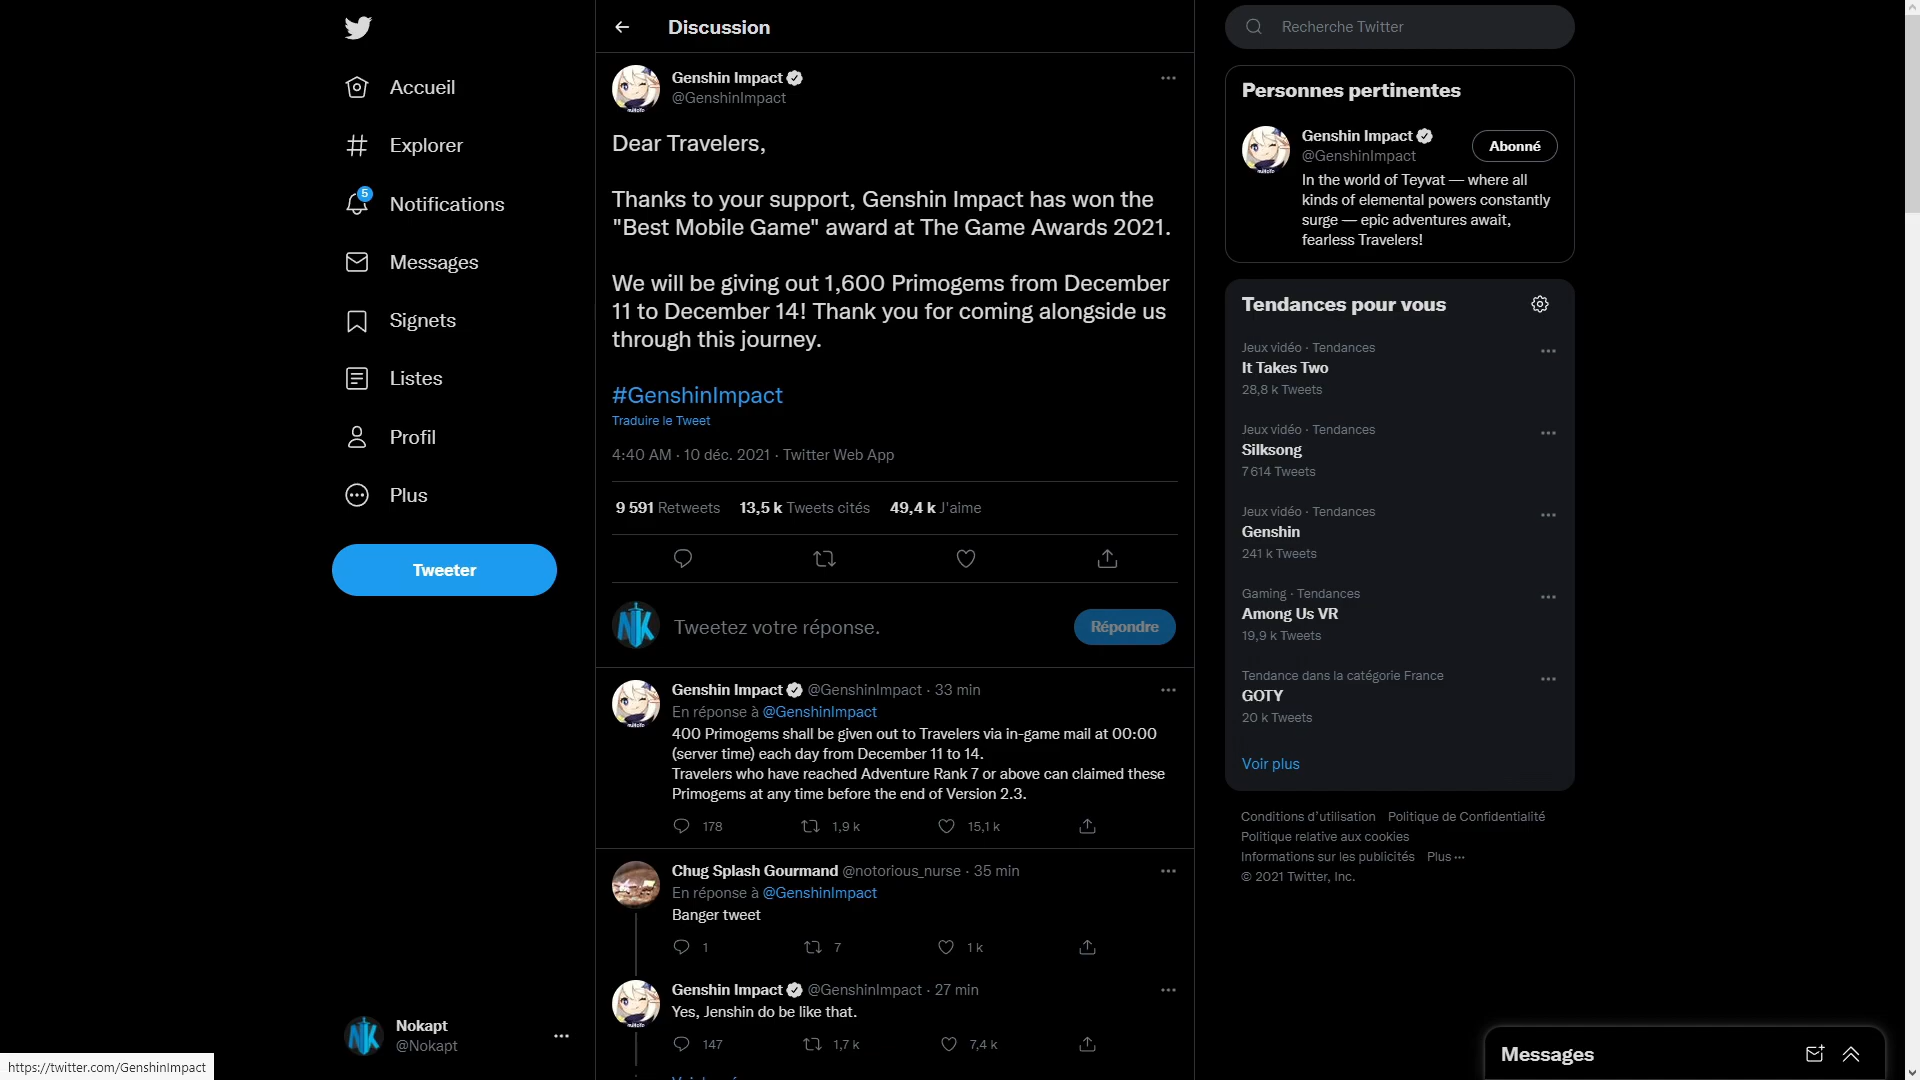 Accueil
Explorer
5
Notifications
Messages
Signets
Listes
Profil
Plus
Tweeter
Nokapt
@Nokapt
https://twitter.com/GenshinImpact
Discussion
Genshin Impact
@GenshinImpact
Dear Travelers,
Thanks to your support, Genshin Impact has won the
"Best Mobile Game" award at The Game Awards 2021.
We will be giving out 1,600 Primogems from December
11 to December 14! Thank you for coming alongside us
through this journey.
#GenshinImpact
Traduire le Tweet
4:40 AM · 10 déc. 2021 · Twitter Web App
9 591 Retweets 13,5 k Tweets cités 49,4 k J'aime
Tweetez votre réponse.
Répondre
Genshin Impact @GenshinImpact · 33 min
En réponse à @GenshinImpact
400 Primogems shall be given out to Travelers via in-game mail at 00:00
(server time) each day from December 11 to 14.
Travelers who have reached Adventure Rank 7 or above can claimed these
Primogems at any time before the end of Version 2.3.
178 1,9 k 15,1 k
Chug Splash Gourmand @notorious_nurse · 35 min
En réponse à @GenshinImpact
Banger tweet
1 7 1 k
Genshin Impact @GenshinImpact · 27 min
Yes, Jenshin do be like that.
147 1,7 k 7,4 k
Recherche Twitter
Personnes pertinentes
Genshin Impact
@GenshinImpact
Abonné
In the world of Teyvat — where all
kinds of elemental powers constantly
surge — epic adventures await,
fearless Travelers!
Tendances pour vous
Jeux vidéo · Tendances
It Takes Two
28,8 k Tweets
Jeux vidéo · Tendances
Silksong
7 614 Tweets
Jeux vidéo · Tendances
Genshin
241 k Tweets
Gaming · Tendances
Among Us VR
19,9 k Tweets
Tendance dans la catégorie France
GOTY
20 k Tweets
Voir plus
Conditions d'utilisation Politique de Confidentialité
Politique relative aux cookies
Informations sur les publicités Plus ···
© 2021 Twitter, Inc.
Messages